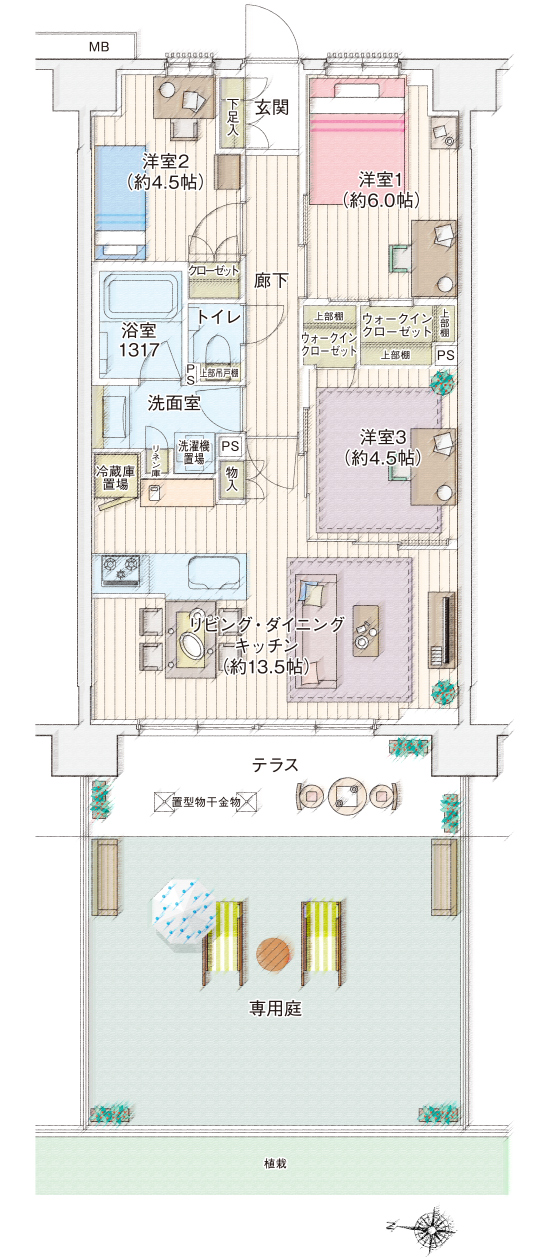 MB
下足入
玄関
洋室2
（約4.5帖）
洋室1
（約6.0帖）
クローゼット
廊下
トイレ
浴室
1317
上部吊戸棚
PS
上部棚
ウォークイン
クローゼット
ウォークイン
クローゼット
上部棚
上部棚
PS
洗面室
リネン庫
洗濯機
置場
PS
物入
冷蔵庫
置場
洋室3
（約4.5帖）
リビング・ダイニング
キッチン
（約13.5帖）
テラス
置型物干金物
専用庭
植栽
N